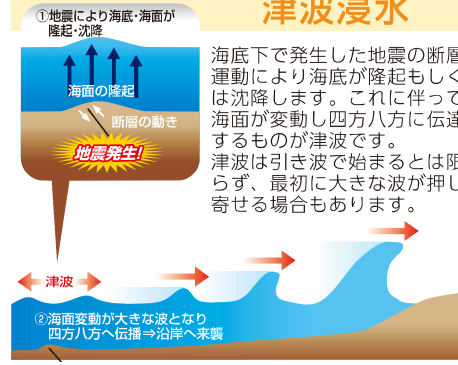 津波浸水
①地震により海底・海面が
隆起・沈降
海面の隆起
断層の動き
地震発生!
海底下で発生した地震の断層
運動により海底が隆起もしく
は沈降します。これに伴って
海面が変動し四方八方に伝達
するものが津波です。
津波は引き波で始まるとは限
らず、最初に大きな波が押し
寄せる場合もあります。
津波
②海面変動が大きな波となり
四方八方へ伝播⇒沿岸へ来襲